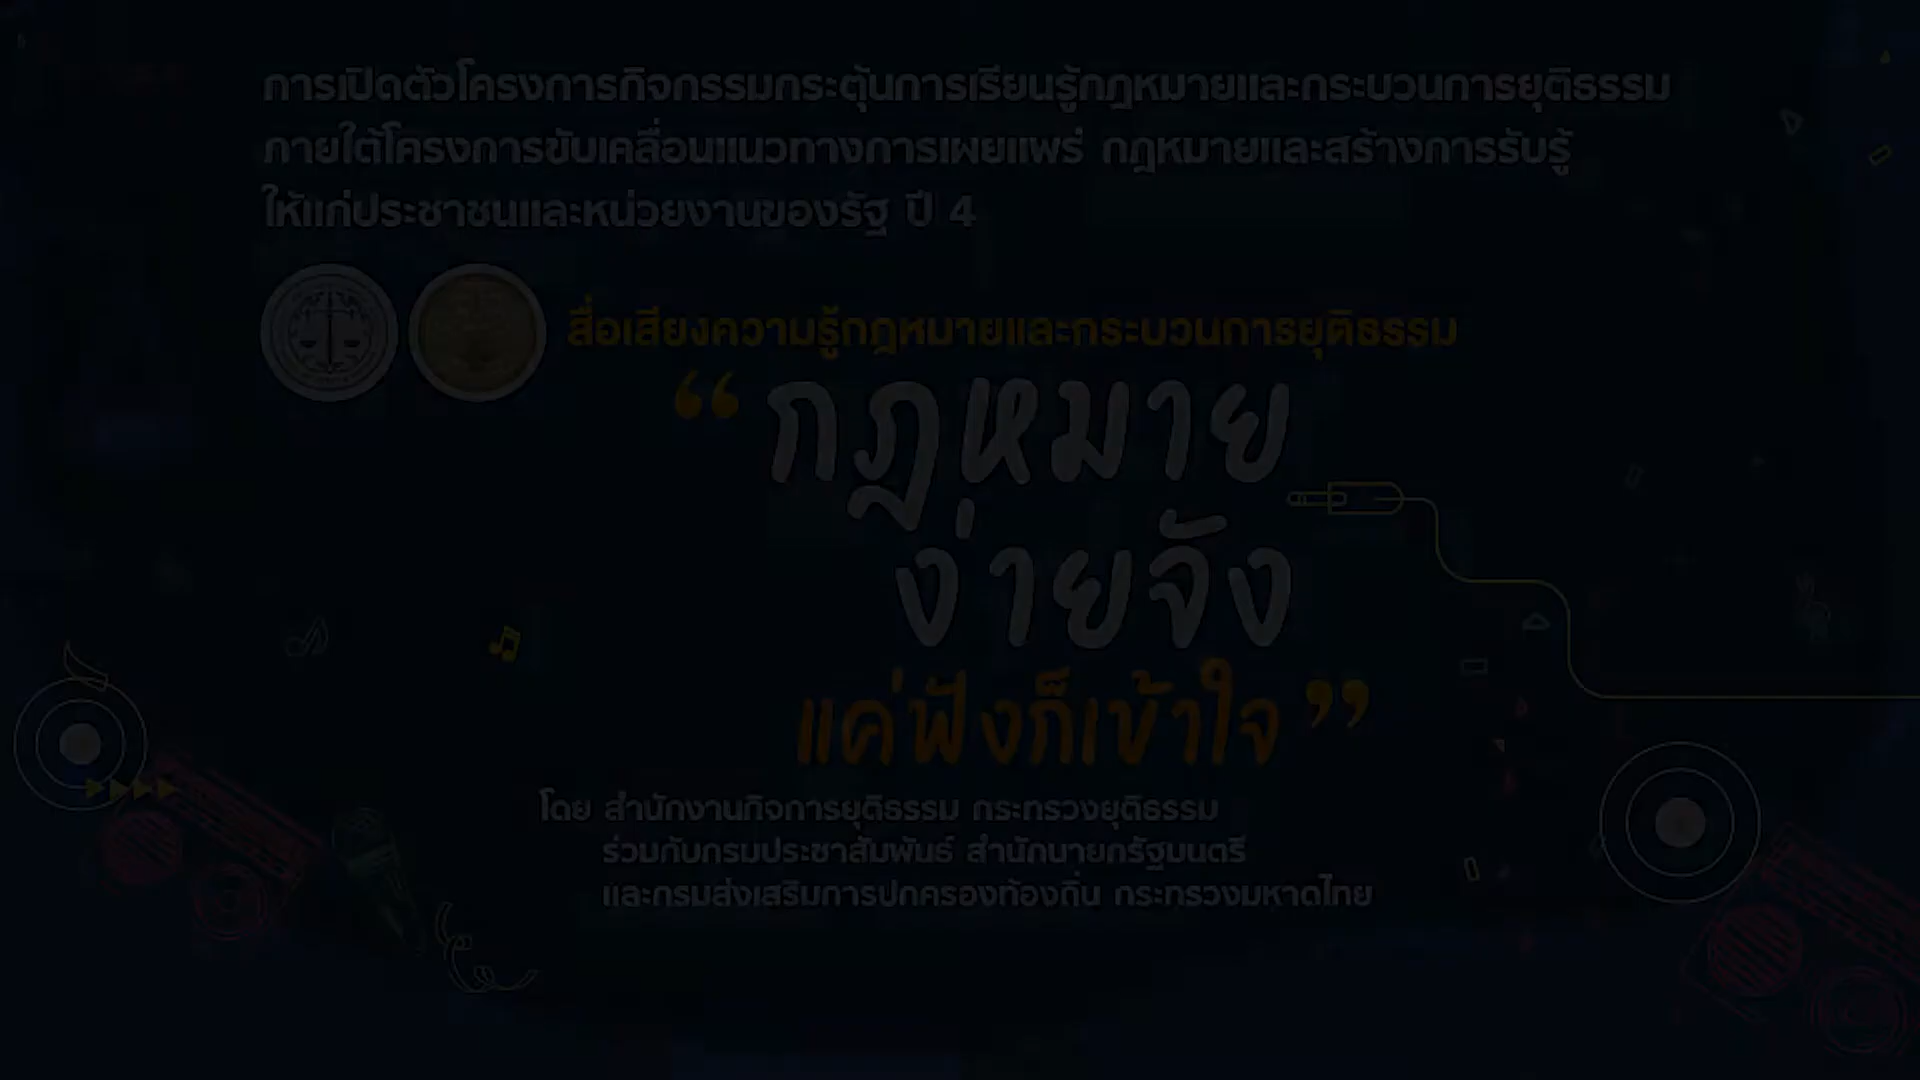 การเปิดตัวโครงการกิจกรรมกระตุ้นการเรียนรู้กฎหมายและกระบวนการยุติธรรม
ภายใต้โครงการขับเคลื่อนแนวทางการเผยแพร่ กฎหมายและสร้างการรับรู้
ให้แก่ประชาชนและหน่วยงานของรัฐ ปี 4
สื่อเสียงความรู้กฎหมายและกระบวนการยุติธรรม
“กฎหมาย
ง่ายจัง
แค่ฟังก็เข้าใจ”
โดย สำนักงานกิจการยุติธรรม กระทรวงยุติธรรม
ร่วมกับกรมประชาสัมพันธ์ สำนักนายกรัฐมนตรี
และกรมส่งเสริมการปกครองท้องถิ่น กระทรวงมหาดไทย